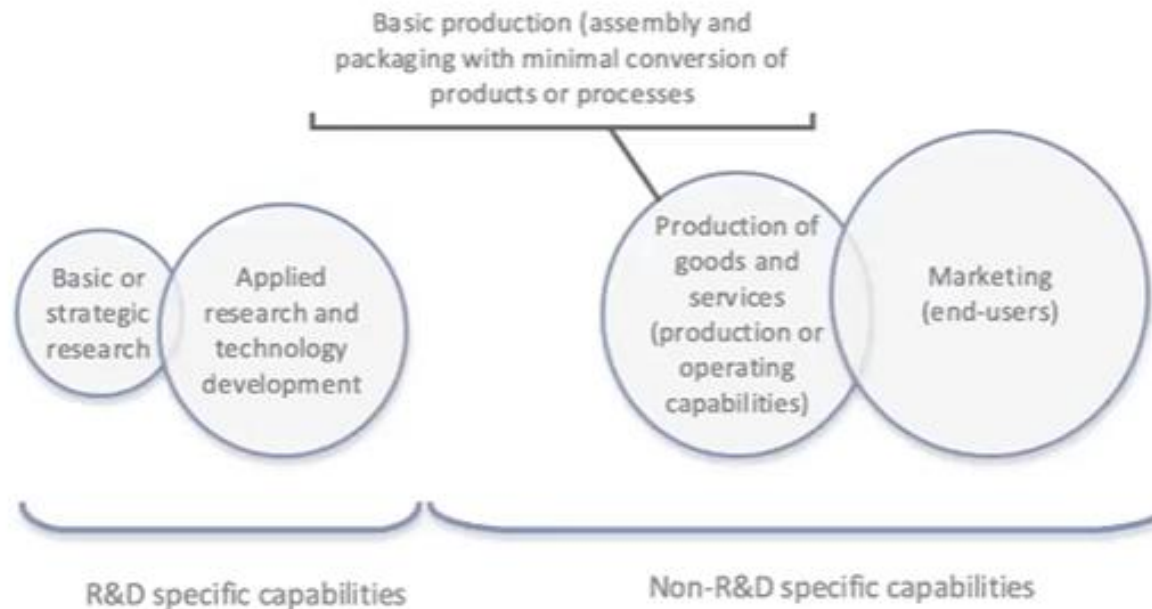 Basic production (assembly and
packaging with minimal conversion of
products or processes
Basic or
strategic
research
Applied
research and
technology
development
Production of
goods and
services
(production or
operating
capabilities)
Marketing
(end-users)
R&D specific capabilities
Non-R&D specific capabilities